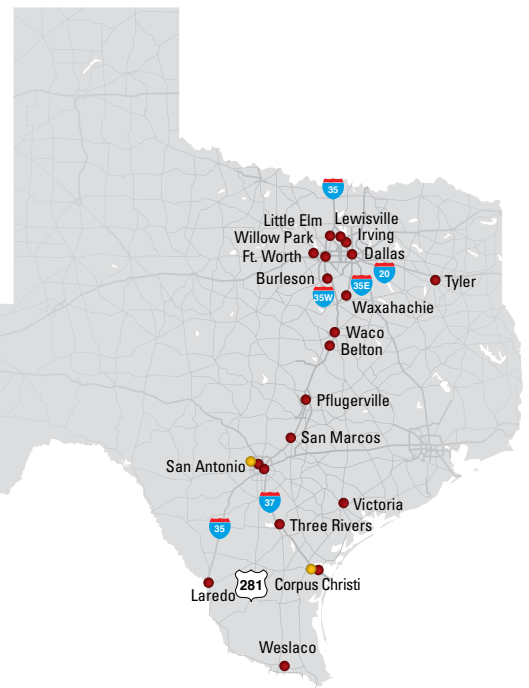 35
Little Elm
Lewisville
Willow Park
Irving
Ft. Worth
Dallas
20
Burleson
35E
Tyler
35W
Waxahachie
Waco
Belton
Pflugerville
San Marcos
San Antonio
37
Victoria
35
Three Rivers
281
Corpus Christi
Laredo
Weslaco